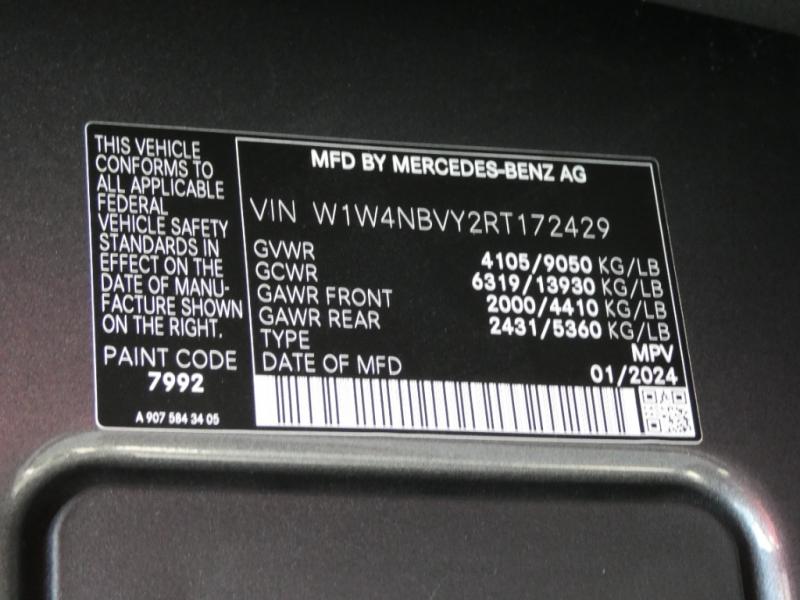 THIS VEHICLE
CONFORMS TO
ALL APPLICABLE
FEDERAL
VEHICLE SAFETY
STANDARDS IN
EFFECT ON THE
DATE OF MANU-
FACTURE SHOWN
ON THE RIGHT.
PAINT CODE
7992
A 907 584 34 05
MFD BY MERCEDES-BENZ AG
VIN W1W4NBVY2RT172429
GVWR 4105/9050 KG/LB
GCWR 6319/13930 KG/LB
GAWR FRONT 2000/4410 KG/LB
GAWR REAR 2431/5360 KG/LB
TYPE MPV
DATE OF MFD 01/2024